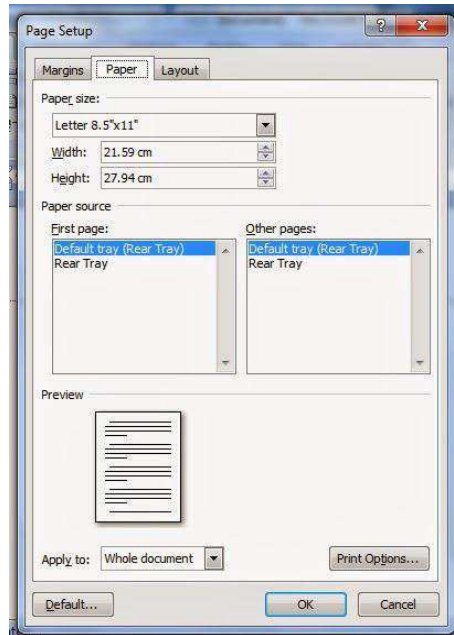 Page Setup
Margins Paper Layout
Paper size:
Letter 8.5"x11"
Width: 21.59 cm
Height: 27.94 cm
Paper source
First page: Other pages:
Default tray (Rear Tray) Default tray (Rear Tray)
Rear Tray Rear Tray
Preview
Apply to: Whole document Print Options...
Default... OK Cancel